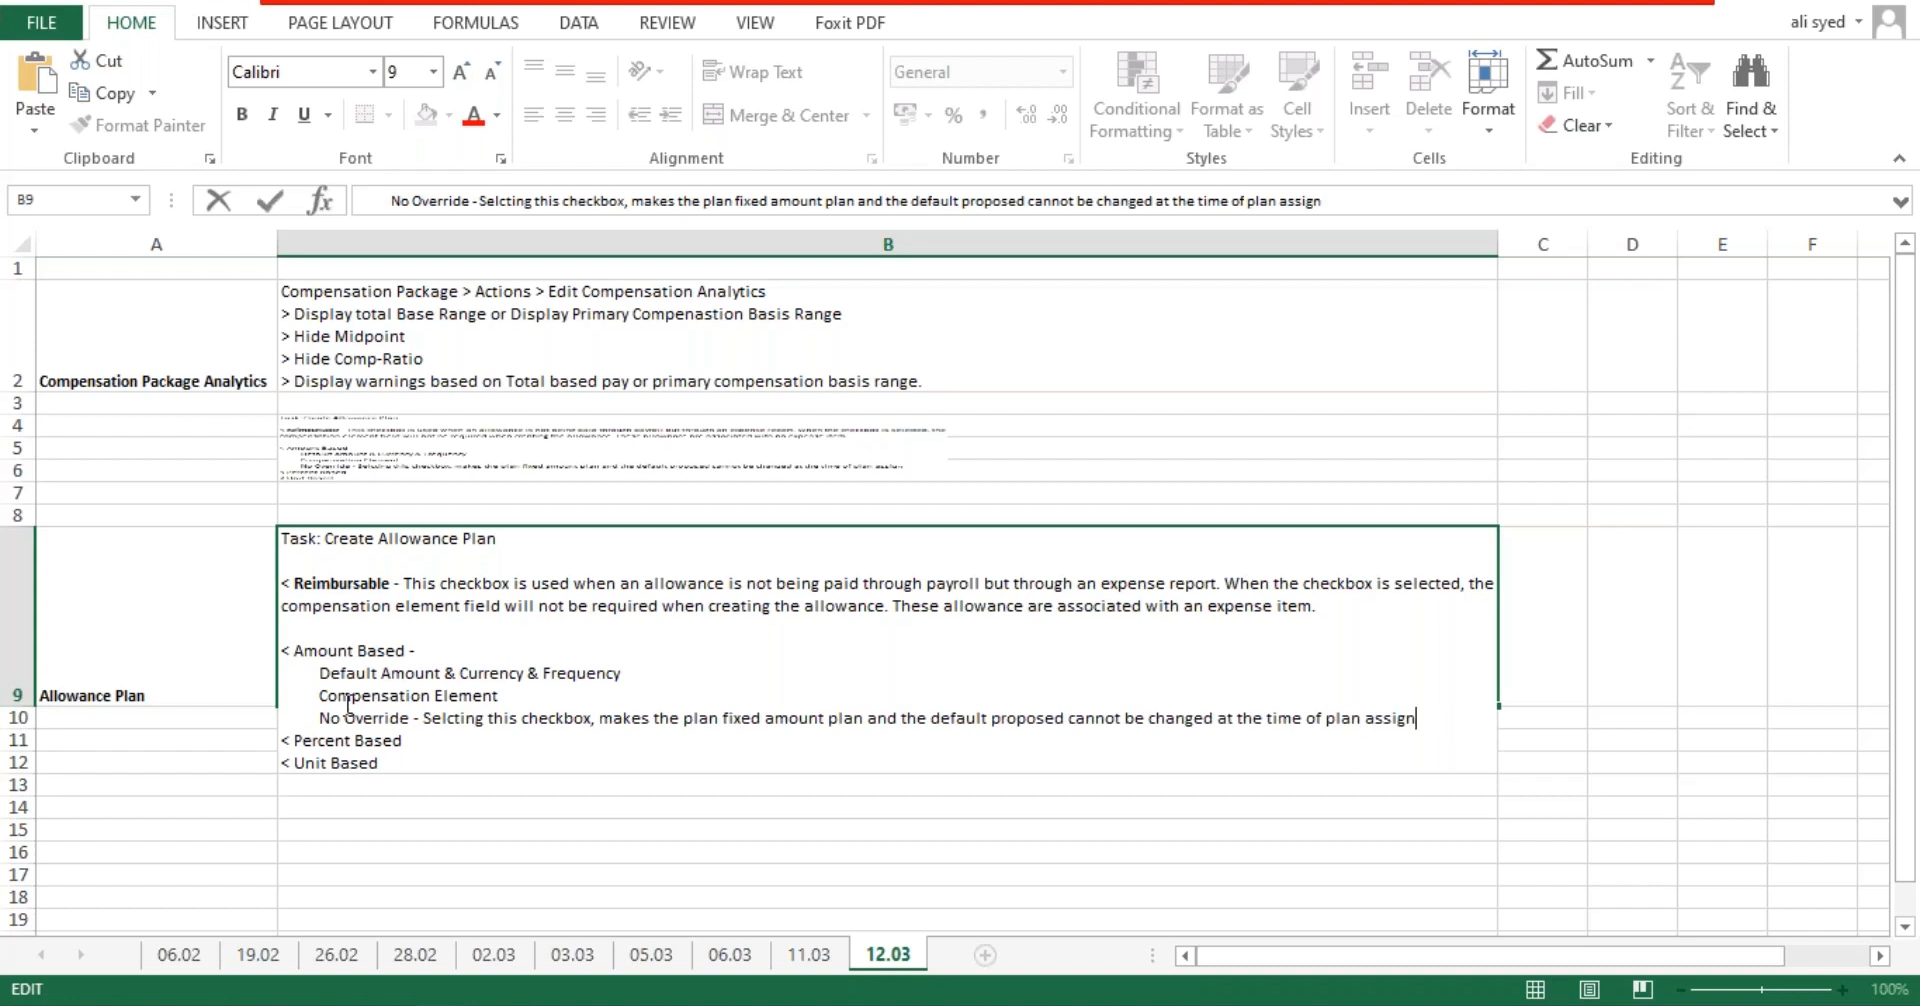 FILE HOME INSERT PAGE LAYOUT FORMULAS DATA REVIEW VIEW Foxit PDF ali syed
Cut
Copy
Format Painter
Paste
Clipboard
Calibri 9
B I U
Font
Wrap Text
Merge & Center
Alignment
General
%
Number
Conditional Formatting
Format as Table
Cell Styles
Styles
Insert Delete Format
Cells
AutoSum
Fill
Clear
Sort & Filter
Find & Select
Editing
B9 fx No Override - Selcting this checkbox, makes the plan fixed amount plan and the default proposed cannot be changed at the time of plan assign
A B C D E F
1
Compensation Package > Actions > Edit Compensation Analytics
> Display total Base Range or Display Primary Compenastion Basis Range
> Hide Midpoint
> Hide Comp-Ratio
2 Compensation Package Analytics > Display warnings based on Total based pay or primary compensation basis range.
3
4
5
6
7
8
Task: Create Allowance Plan
< Reimbursable - This checkbox is used when an allowance is not being paid through payroll but through an expense report. When the checkbox is selected, the
compensation element field will not be required when creating the allowance. These allowance are associated with an expense item.
< Amount Based -
Default Amount & Currency & Frequency
9 Allowance Plan Compensation Element
10 No Override - Selcting this checkbox, makes the plan fixed amount plan and the default proposed cannot be changed at the time of plan assign
11 < Percent Based
12 < Unit Based
13
14
15
16
17
18
19
06.02 19.02 26.02 28.02 02.03 03.03 05.03 06.03 11.03 12.03
EDIT 100%